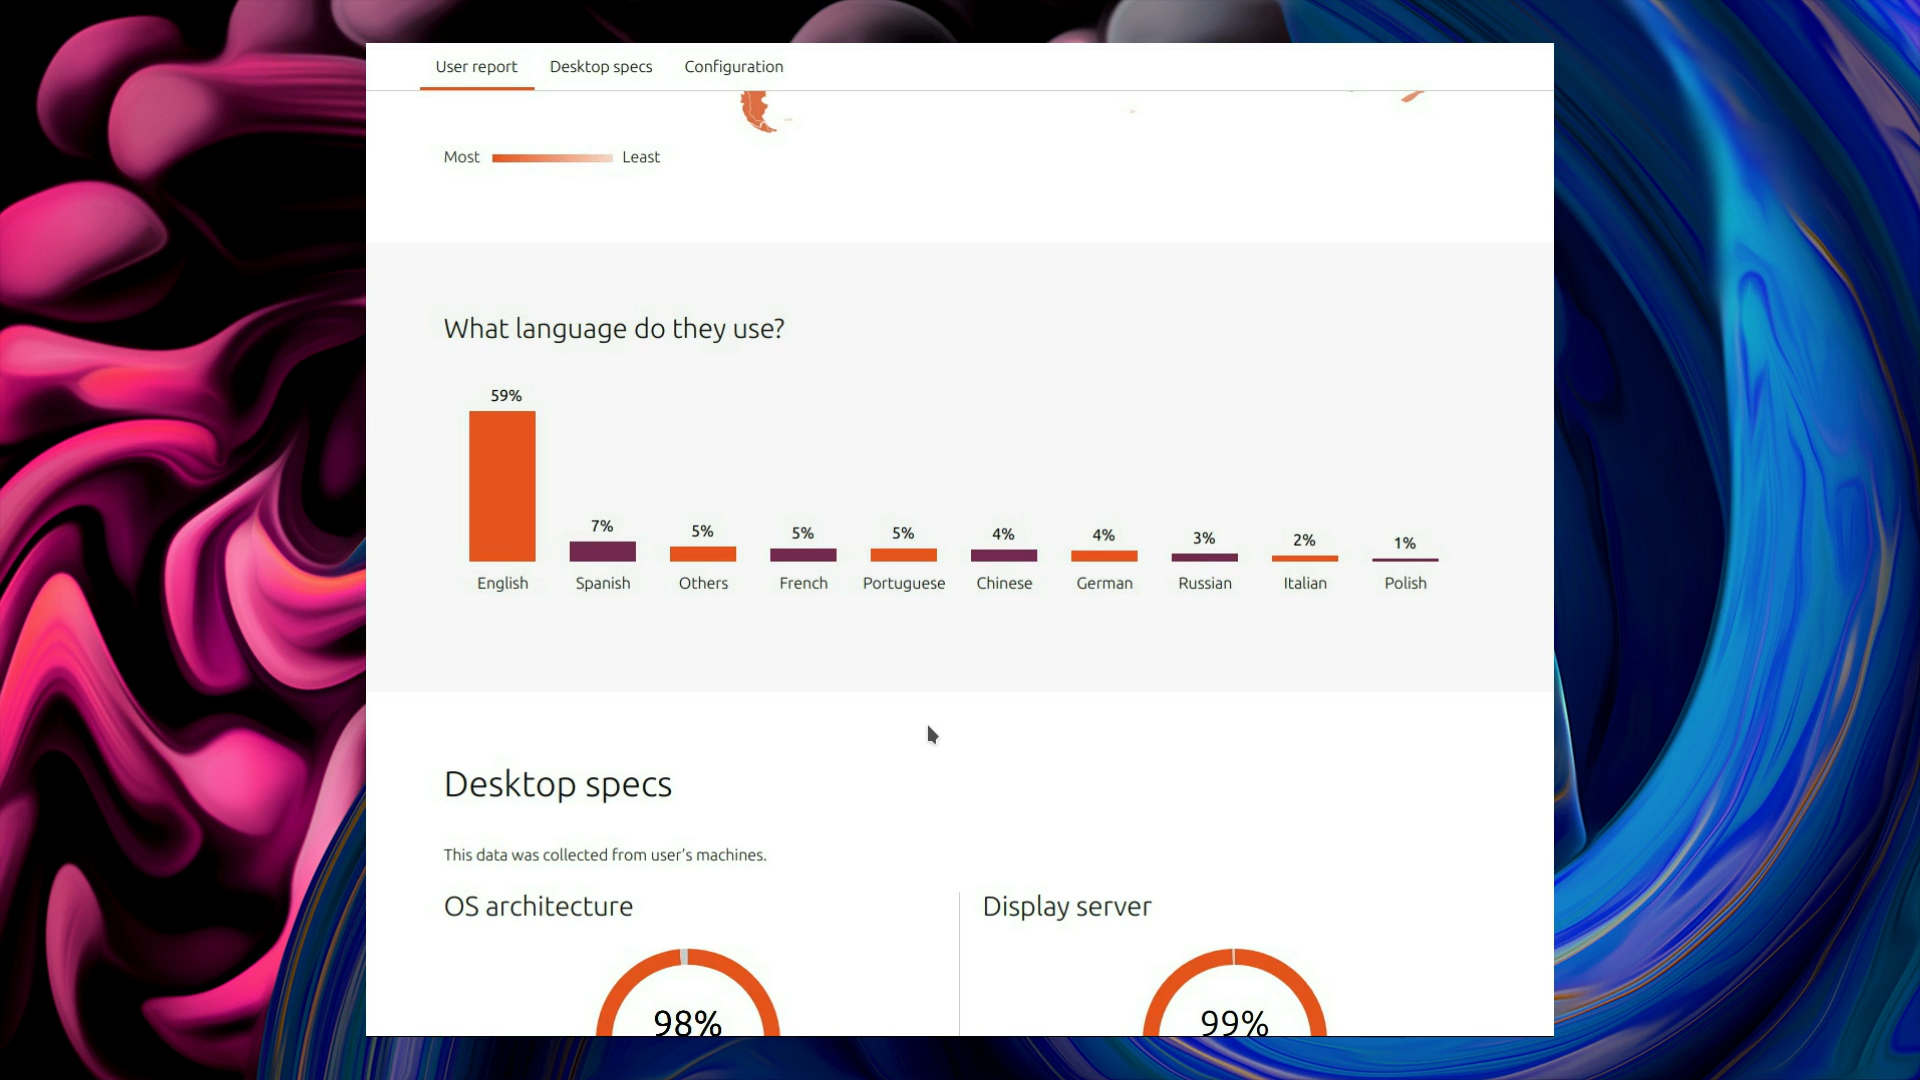 User report Desktop specs Configuration
Most Least
What language do they use?
59% 7% 5% 5% 5% 4% 4% 3% 2% 1%
English Spanish Others French Portuguese Chinese German Russian Italian Polish
Desktop specs
This data was collected from user’s machines.
OS architecture Display server
98% 99%